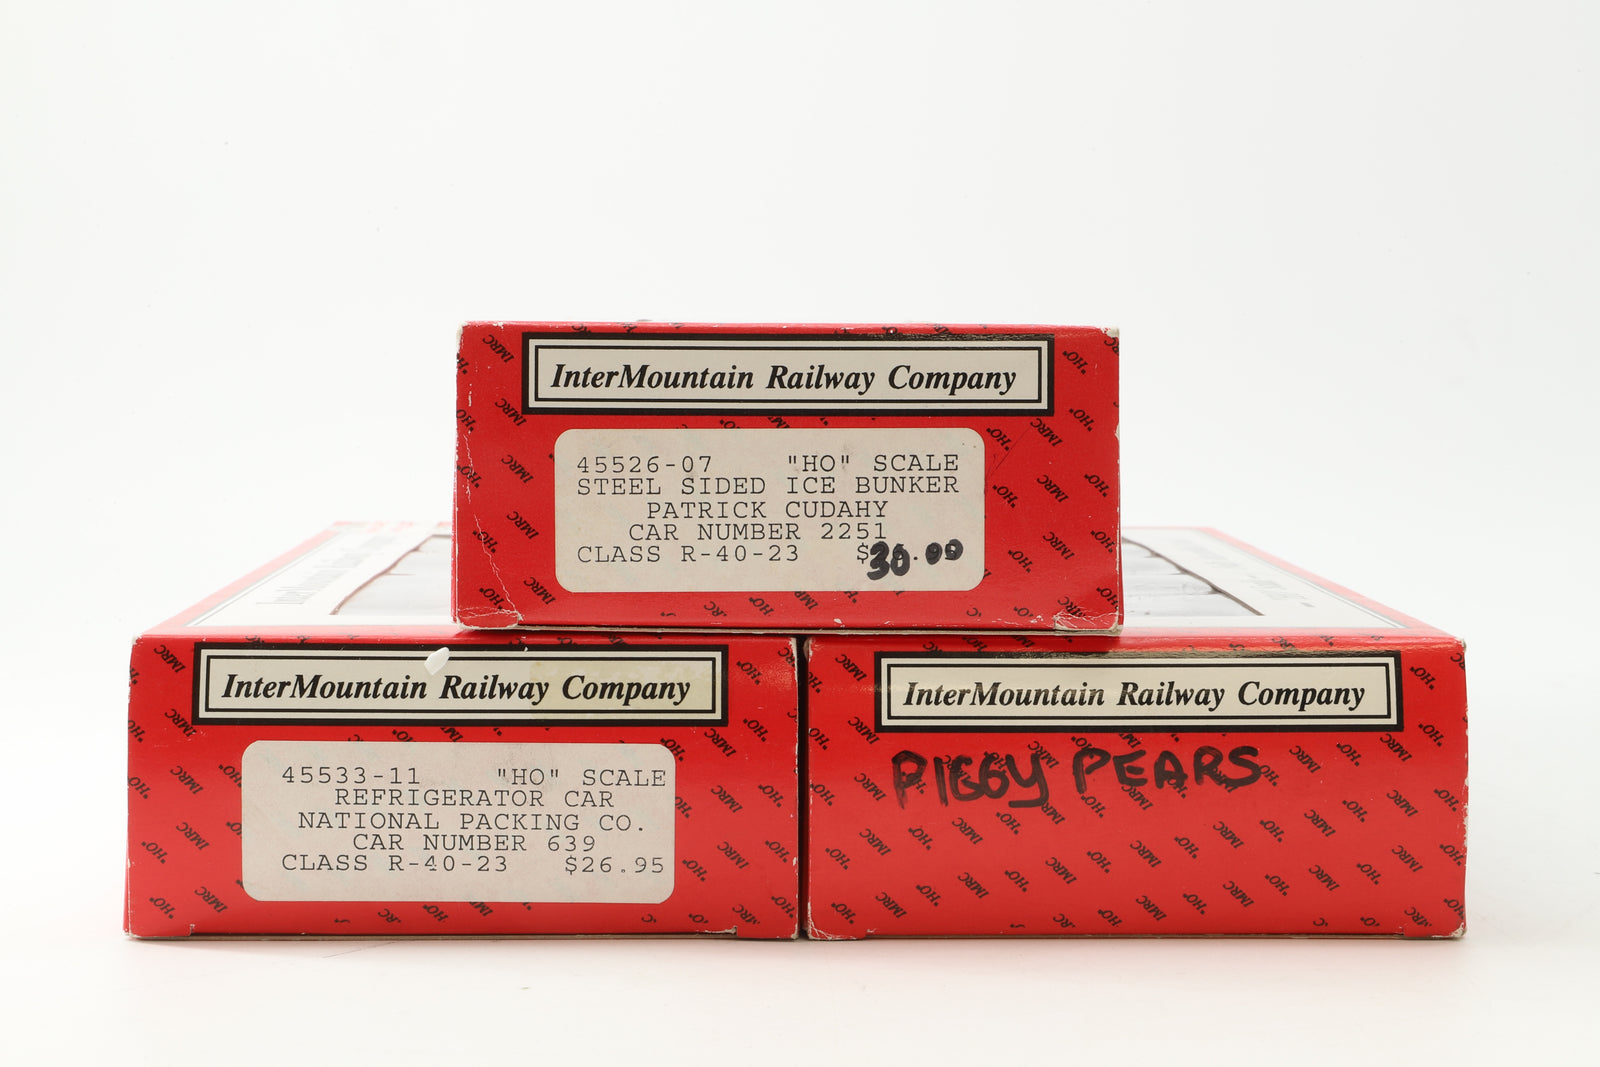 InterMountain Railway Company
45526-07 "HO" SCALE
STEEL SIDED ICE BUNKER
PATRICK CUDAHY
CAR NUMBER 2251
CLASS R-40-23 $30.00
InterMountain Railway Company
45533-11 "HO" SCALE
REFRIGERATOR CAR
NATIONAL PACKING CO.
CAR NUMBER 639
CLASS R-40-23 $26.95
InterMountain Railway Company
PIGGY PEARS